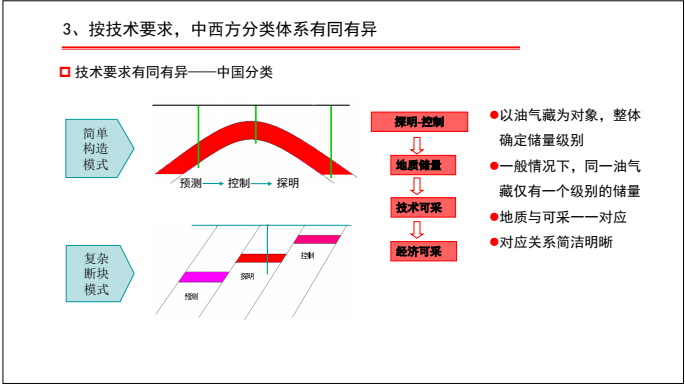 3、按技术要求，中西方分类体系有同有异
技术要求有同有异——中国分类
简单
构造
模式
预测
控制
探明
复杂
断块
模式
预测
探明
控制
探明-控制
地质储量
技术可采
经济可采
●以油气藏为对象，整体
确定储量级别
●一般情况下，同一油气
藏仅有一个级别的储量
●地质与可采一一对应
●对应关系简洁明晰